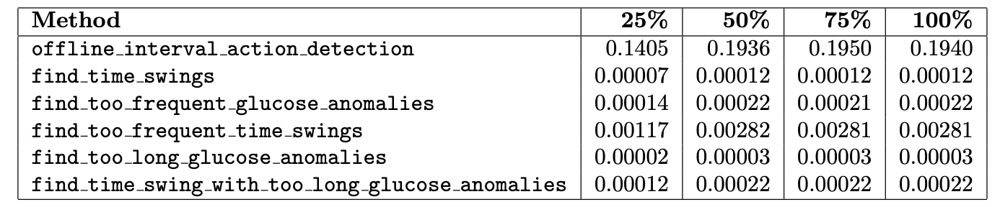 Method 25% 50% 75% 100%
offline_interval_action_detection 0.1405 0.1936 0.1950 0.1940
find_time_swings 0.00007 0.00012 0.00012 0.00012
find_too_frequent_glucose_anomalies 0.00014 0.00022 0.00021 0.00022
find_too_frequent_time_swings 0.00117 0.00282 0.00281 0.00281
find_too_long_glucose_anomalies 0.00002 0.00003 0.00003 0.00003
find_time_swing_with_too_long_glucose_anomalies 0.00012 0.00022 0.00022 0.00022